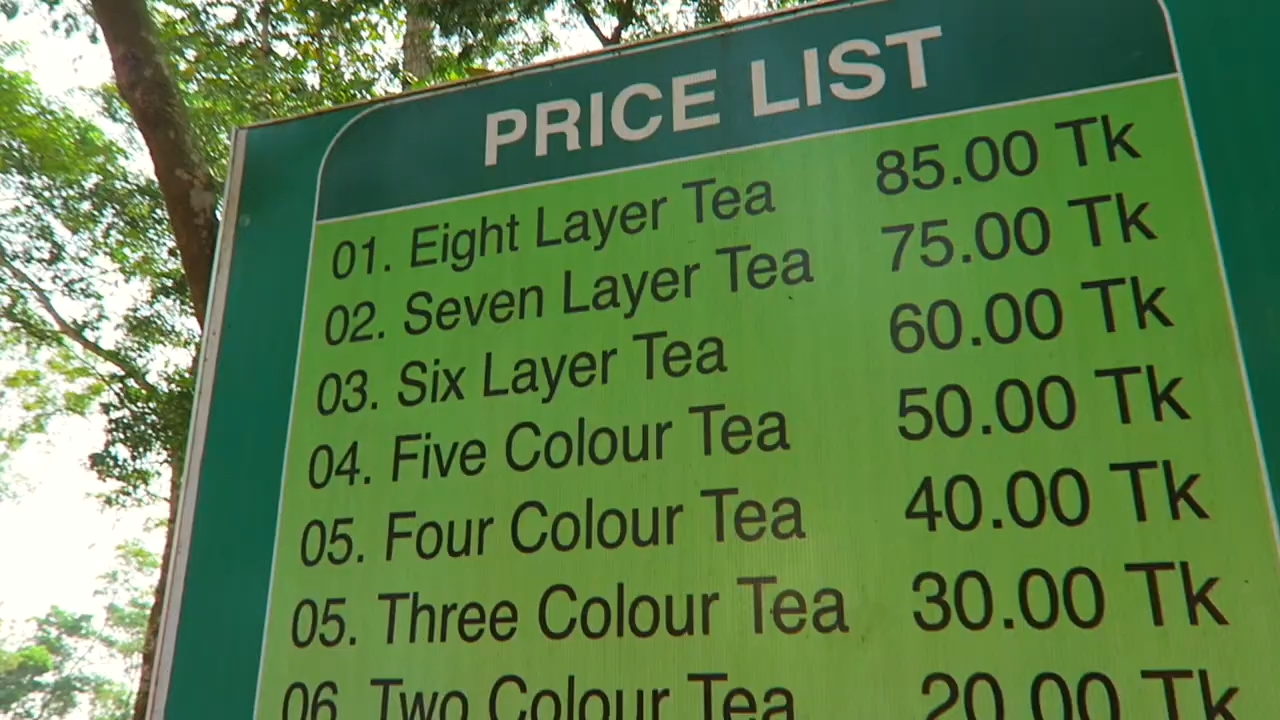 PRICE LIST
01. Eight Layer Tea 85.00 Tk
02. Seven Layer Tea 75.00 Tk
03. Six Layer Tea 60.00 Tk
04. Five Colour Tea 50.00 Tk
05. Four Colour Tea 40.00 Tk
05. Three Colour Tea 30.00 Tk
06. Two Colour Tea 20.00 Tk